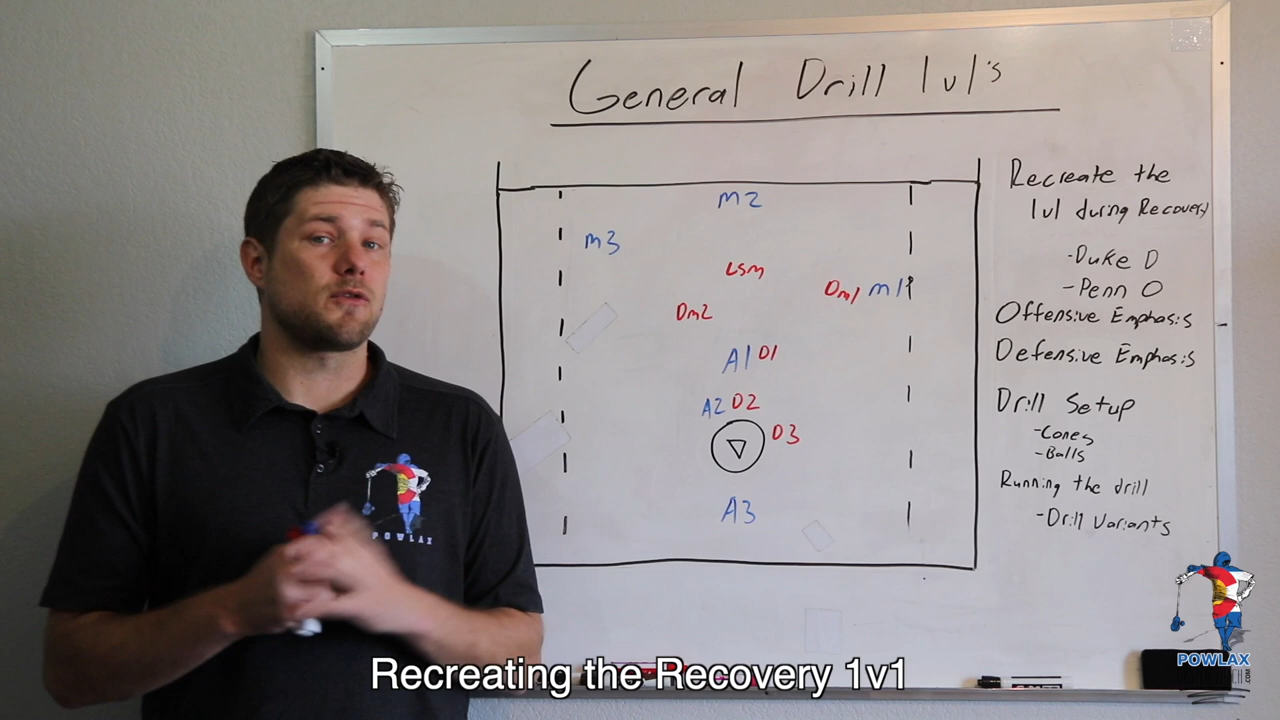 General Drill 1v1's
M2
M3
LSM
DM1 M1
DM2
A1 D1
A2 D2
D3
A3
Recreate the
1v1 during Recovery
-Duke D
-Penn O
Offensive Emphasis
Defensive Emphasis
Drill Setup
-Cones
-Balls
Running the drill
-Drill Variants
POWLAX
POWLAX
Recreating the Recovery 1v1